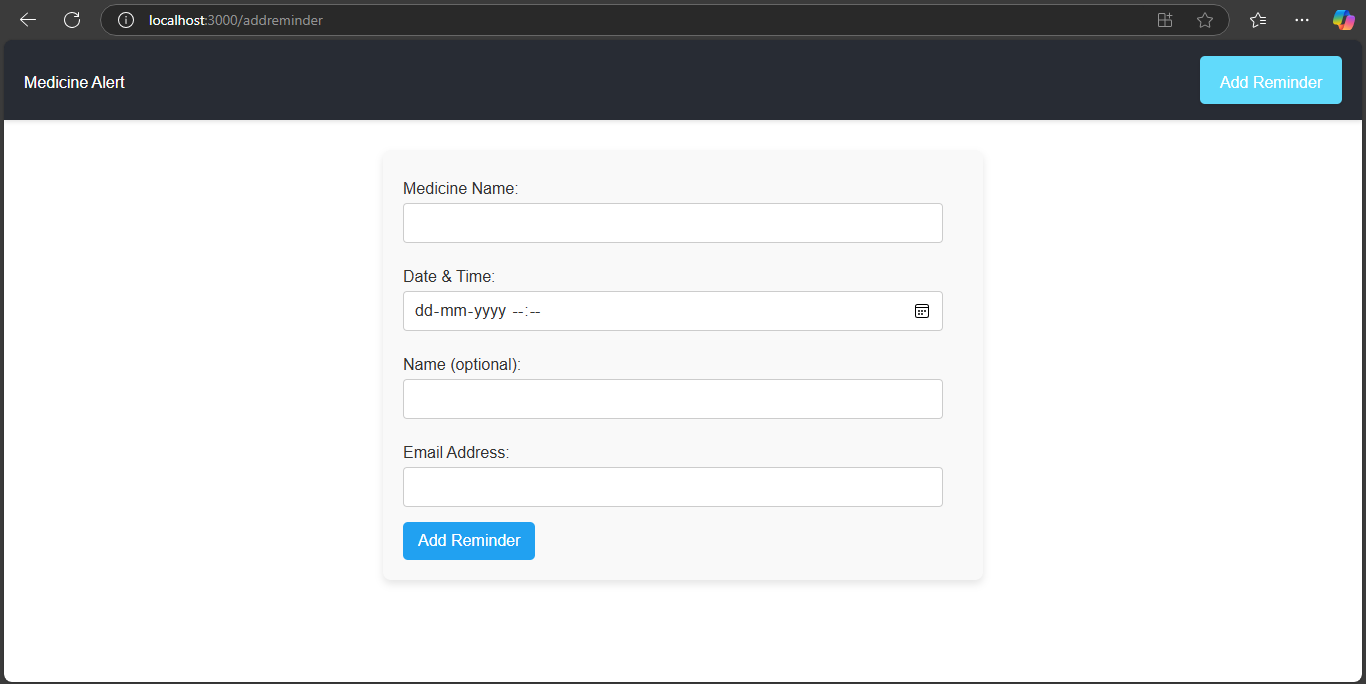 localhost:3000/addreminder
Medicine Alert
Add Reminder
Medicine Name:
Date & Time:
dd-mm-yyyy --:--
Name (optional):
Email Address:
Add Reminder